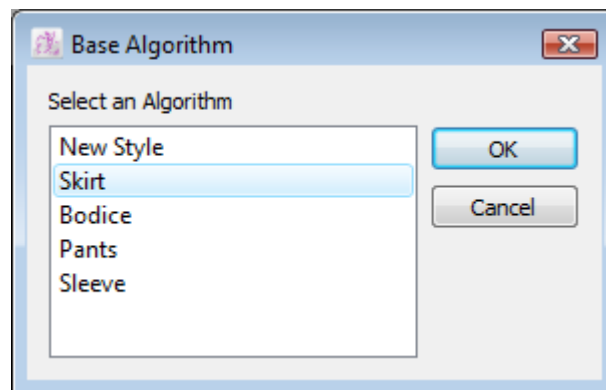 Base Algorithm
Select an Algorithm
New Style
Skirt
Bodice
Pants
Sleeve
OK
Cancel